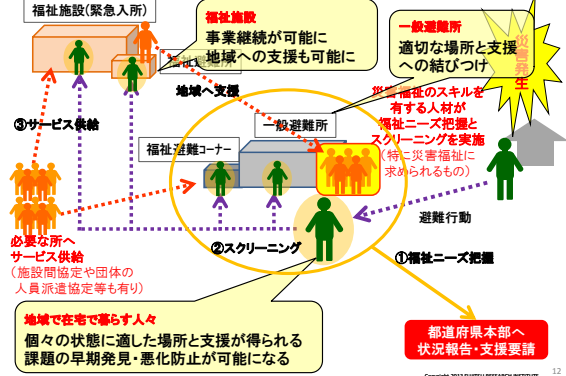 福祉施設(緊急入所)
福祉施設
事業継続が可能に
地域への支援も可能に
一般避難所
適切な場所と支援
への結びつけ
災害発生
福祉避難所
地域へ支援
災害福祉のスキルを
有する人材が
福祉ニーズ把握と
スクリーニングを実施
（特に災害福祉に
求められるもの）
③サービス供給
一般避難所
福祉避難コーナー
避難行動
必要な所へ
サービス供給
（施設間協定や団体の
人員派遣協定等も有り）
②スクリーニング
①福祉ニーズ把握
地域で在宅で暮らす人々
個々の状態に適した場所と支援が得られる
課題の早期発見・悪化防止が可能になる
都道府県本部へ
状況報告・支援要請
12